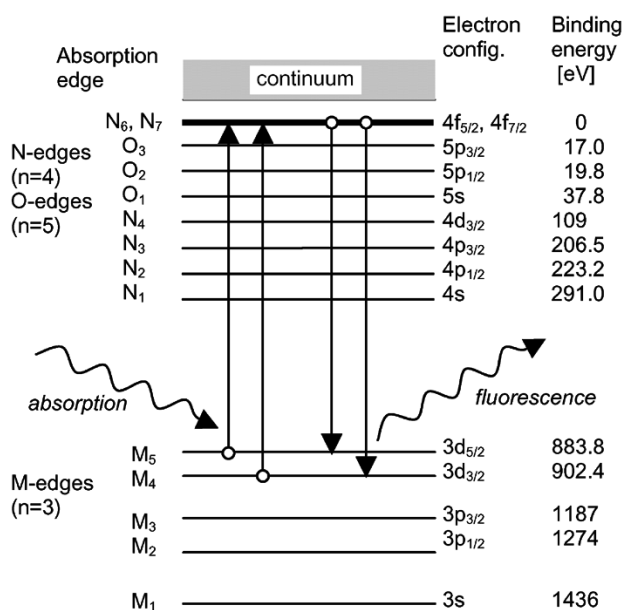 Absorption edge
Electron config.
Binding energy [eV]
continuum
N₆, N₇ 4f₅/₂, 4f₇/₂ 0
N-edges (n=4)
O-edges (n=5)
O₃ 5p₃/₂ 17.0
O₂ 5p₁/₂ 19.8
O₁ 5s 37.8
N₄ 4d₃/₂ 109
N₃ 4p₃/₂ 206.5
N₂ 4p₁/₂ 223.2
N₁ 4s 291.0
absorption
fluorescence
M-edges (n=3)
M₅ 3d₅/₂ 883.8
M₄ 3d₃/₂ 902.4
M₃ 3p₃/₂ 1187
M₂ 3p₁/₂ 1274
M₁ 3s 1436